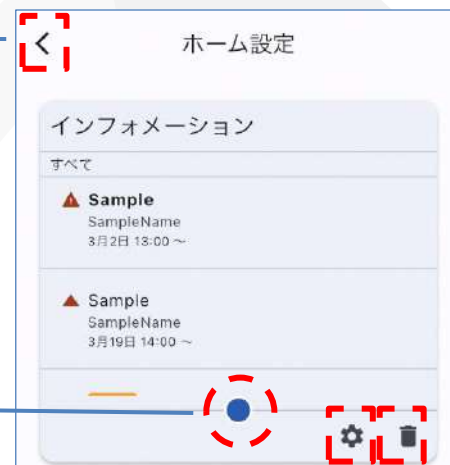 ホーム設定
インフォメーション
すべて
Sample
SampleName
3月2日 13:00 ～
Sample
SampleName
3月19日 14:00 ～